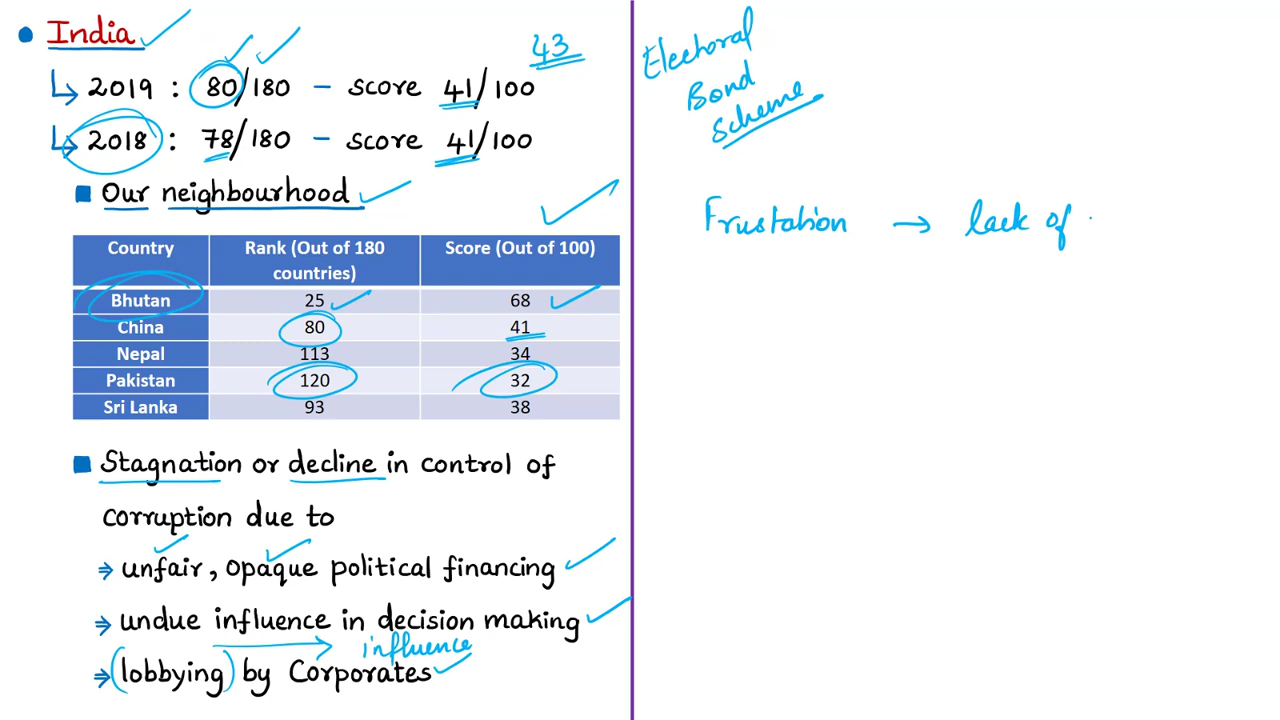 India
43
2019 : 80/180 – score 41/100
2018 : 78/180 – score 41/100
Our neighbourhood
Country Rank (Out of 180 countries) Score (Out of 100)
Bhutan 25 68
China 80 41
Nepal 113 34
Pakistan 120 32
Sri Lanka 93 38
Stagnation or decline in control of
corruption due to
⇒ unfair, opaque political financing
⇒ undue influence in decision making
influence
⇒ (lobbying) by Corporates
Electoral
Bond
Scheme
Frustation → lack of